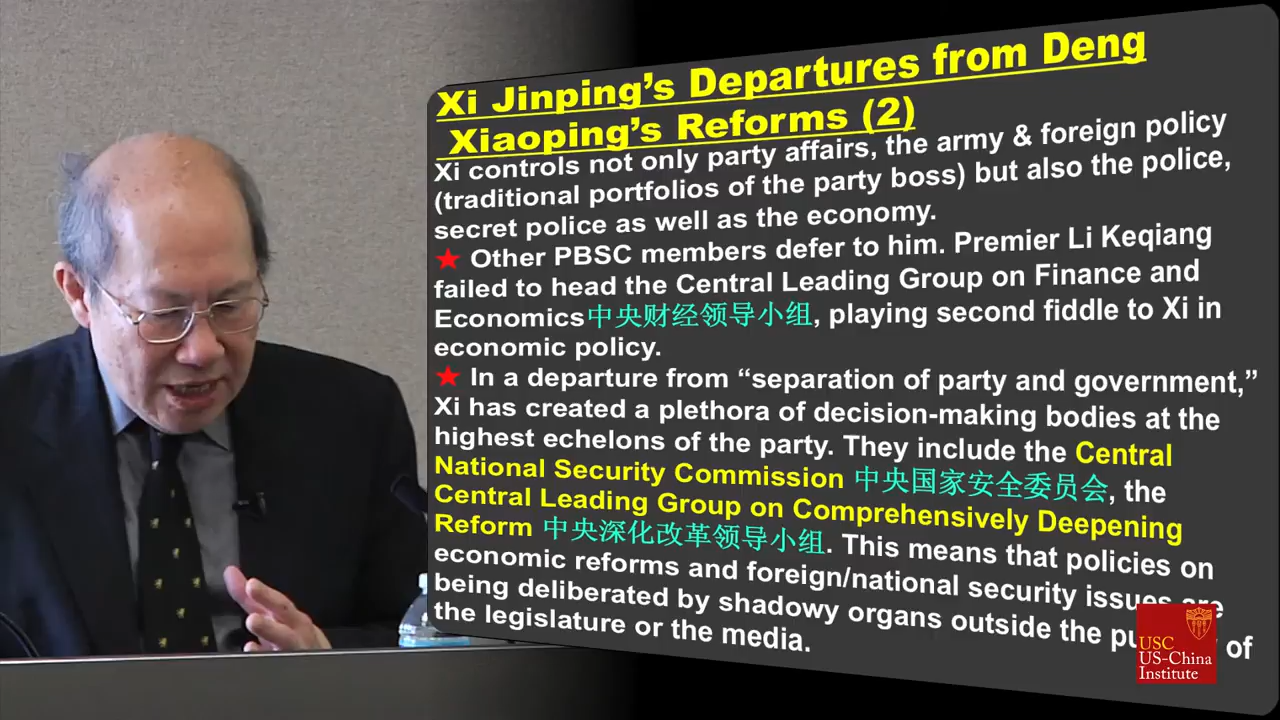 Xi Jinping’s Departures from Deng
Xiaoping’s Reforms (2)
Xi controls not only party affairs, the army & foreign policy
(traditional portfolios of the party boss) but also the police,
secret police as well as the economy.
★ Other PBSC members defer to him. Premier Li Keqiang
failed to head the Central Leading Group on Finance and
Economics中央财经领导小组, playing second fiddle to Xi in
economic policy.
★ In a departure from “separation of party and government,”
Xi has created a plethora of decision-making bodies at the
highest echelons of the party. They include the Central
National Security Commission 中央国家安全委员会, the
Central Leading Group on Comprehensively Deepening
Reform 中央深化改革领导小组. This means that policies on
economic reforms and foreign/national security issues are
being deliberated by shadowy organs outside the of
the legislature or the media.
USC
US-China
Institute